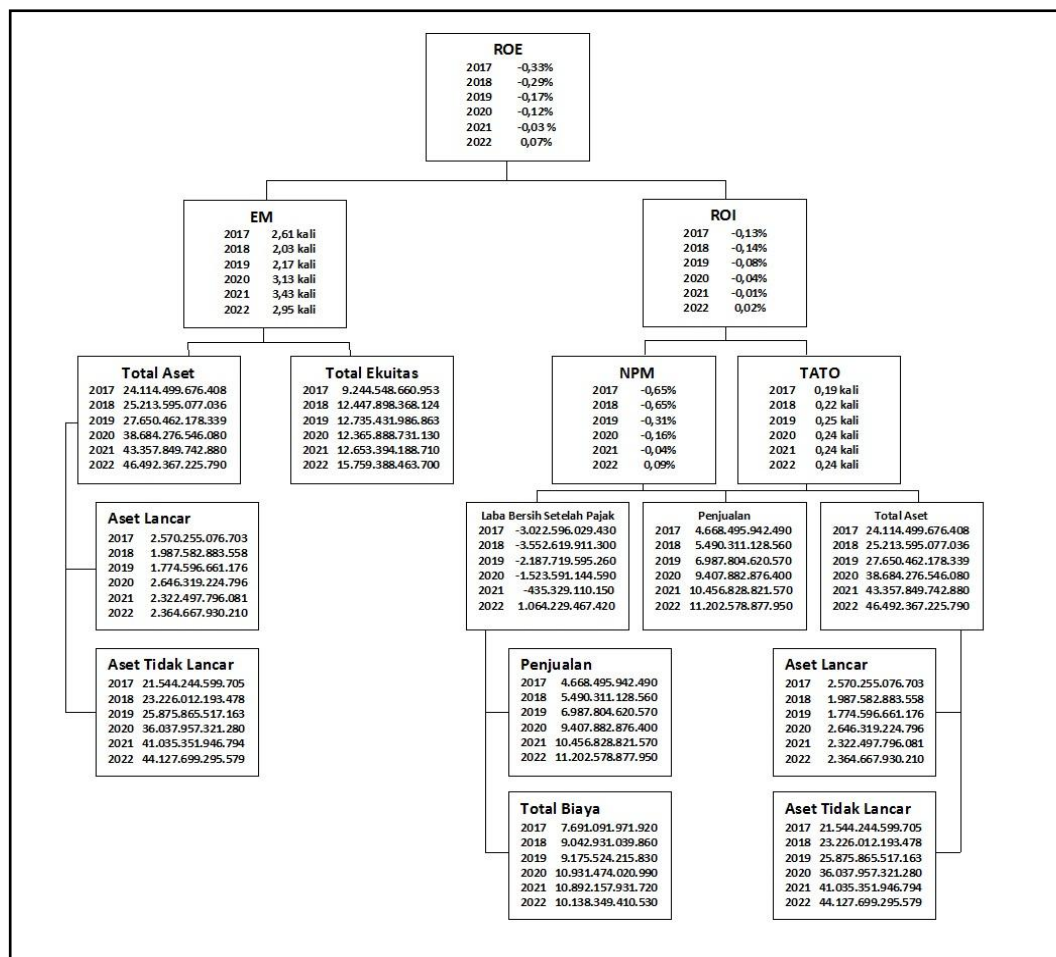 ROE
2017 -0,33%
2018 -0,29%
2019 -0,17%
2020 -0,12%
2021 -0,03 %
2022 0,07%
EM
2017 2,61 kali
2018 2,03 kali
2019 2,17 kali
2020 3,13 kali
2021 3,43 kali
2022 2,95 kali
ROI
2017 -0,13%
2018 -0,14%
2019 -0,08%
2020 -0,04%
2021 -0,01%
2022 0,02%
Total Aset
2017 24.114.499.676.408
2018 25.213.595.077.036
2019 27.650.462.178.339
2020 38.684.276.546.080
2021 43.357.849.742.880
2022 46.492.367.225.790
Total Ekuitas
2017 9.244.548.660.953
2018 12.447.898.368.124
2019 12.735.431.986.863
2020 12.365.888.731.130
2021 12.653.394.188.710
2022 15.759.388.463.700
NPM
2017 -0,65%
2018 -0,65%
2019 -0,31%
2020 -0,16%
2021 -0,04%
2022 0,09%
TATO
2017 0,19 kali
2018 0,22 kali
2019 0,25 kali
2020 0,24 kali
2021 0,24 kali
2022 0,24 kali
Aset Lancar
2017 2.570.255.076.703
2018 1.987.582.883.558
2019 1.774.596.661.176
2020 2.646.319.224.796
2021 2.322.497.796.081
2022 2.364.667.930.210
Laba Bersih Setelah Pajak
2017 -3.022.596.029.430
2018 -3.552.619.911.300
2019 -2.187.719.595.260
2020 -1.523.591.144.590
2021 -435.329.110.150
2022 1.064.229.467.420
Penjualan
2017 4.668.495.942.490
2018 5.490.311.128.560
2019 6.987.804.620.570
2020 9.407.882.876.400
2021 10.456.828.821.570
2022 11.202.578.877.950
Total Aset
2017 24.114.499.676.408
2018 25.213.595.077.036
2019 27.650.462.178.339
2020 38.684.276.546.080
2021 43.357.849.742.880
2022 46.492.367.225.790
Aset Tidak Lancar
2017 21.544.244.599.705
2018 23.226.012.193.478
2019 25.875.865.517.163
2020 36.037.957.321.280
2021 41.035.351.946.794
2022 44.127.699.295.579
Penjualan
2017 4.668.495.942.490
2018 5.490.311.128.560
2019 6.987.804.620.570
2020 9.407.882.876.400
2021 10.456.828.821.570
2022 11.202.578.877.950
Aset Lancar
2017 2.570.255.076.703
2018 1.987.582.883.558
2019 1.774.596.661.176
2020 2.646.319.224.796
2021 2.322.497.796.081
2022 2.364.667.930.210
Total Biaya
2017 7.691.091.971.920
2018 9.042.931.039.860
2019 9.175.524.215.830
2020 10.931.474.020.990
2021 10.892.157.931.720
2022 10.138.349.410.530
Aset Tidak Lancar
2017 21.544.244.599.705
2018 23.226.012.193.478
2019 25.875.865.517.163
2020 36.037.957.321.280
2021 41.035.351.946.794
2022 44.127.699.295.579